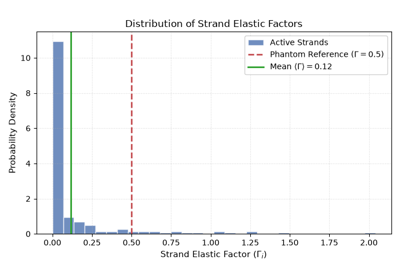 Distribution of Strand Elastic Factors
Active Strands
Phantom Reference (Γ = 0.5)
Mean ⟨Γ⟩ = 0.12
Probability Density
10
8
6
4
2
0
0.00 0.25 0.50 0.75 1.00 1.25 1.50 1.75 2.00
Strand Elastic Factor (Γᵢ)